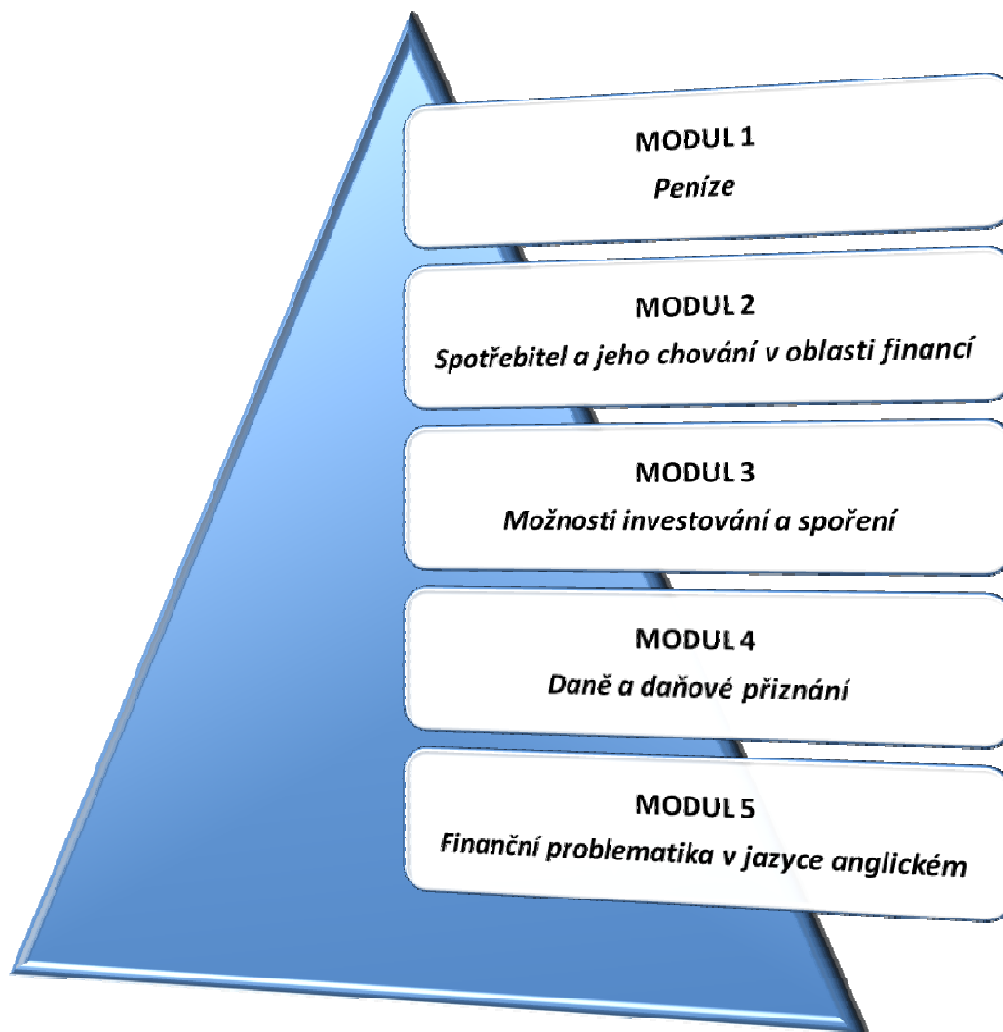 MODUL 1
Peníze
MODUL 2
Spotřebitel a jeho chování v oblasti financí
MODUL 3
Možnosti investování a spoření
MODUL 4
Daně a daňové přiznání
MODUL 5
Finanční problematika v jazyce anglickém